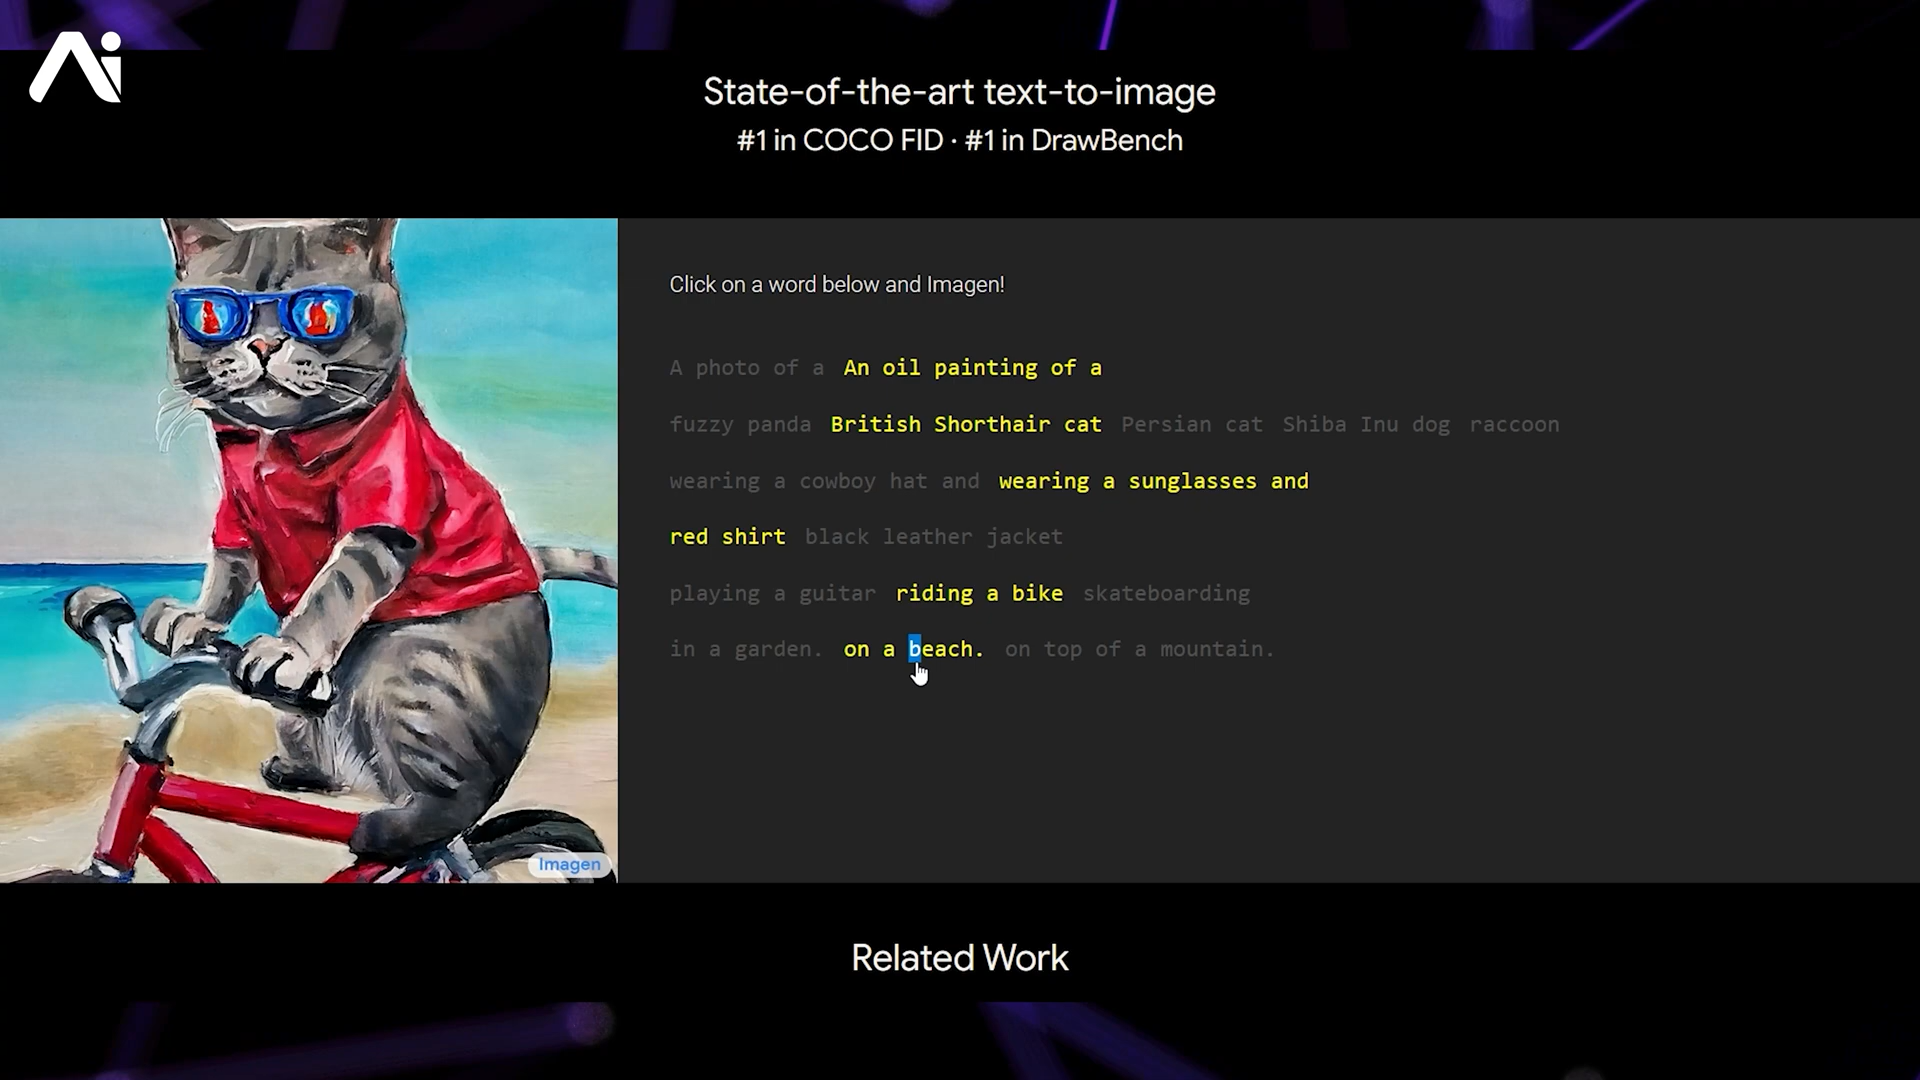 Ai
State-of-the-art text-to-image
#1 in COCO FID · #1 in DrawBench
Click on a word below and Imagen!
A photo of a An oil painting of a
fuzzy panda British Shorthair cat Persian cat Shiba Inu dog raccoon
wearing a cowboy hat and wearing a sunglasses and
red shirt black leather jacket
playing a guitar riding a bike skateboarding
in a garden. on a beach. on top of a mountain.
Imagen
Related Work